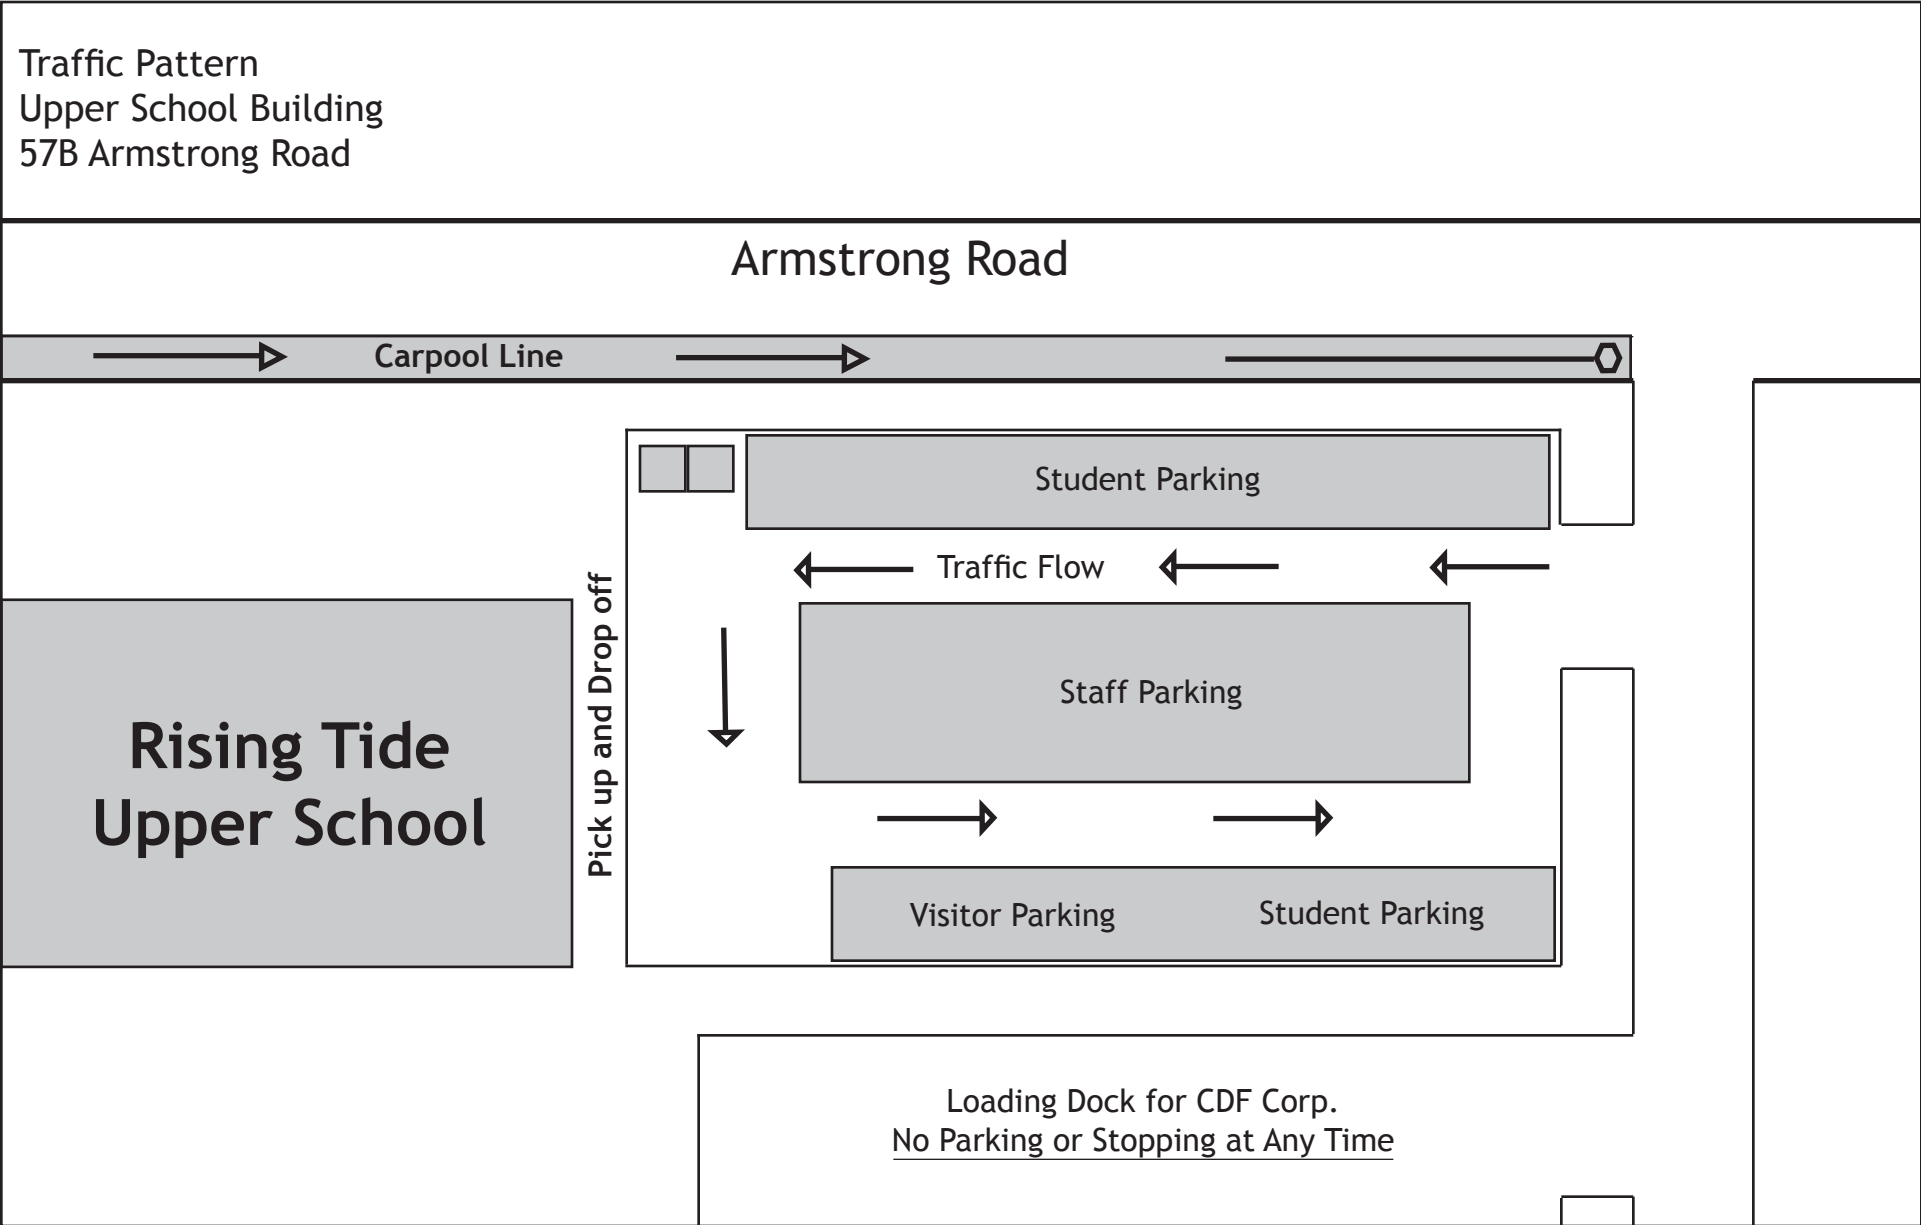 Traffic Pattern
Upper School Building
57B Armstrong Road
Armstrong Road
Carpool Line
Student Parking
Traffic Flow
Pick up and Drop off
Staff Parking
Rising Tide
Upper School
Visitor Parking
Student Parking
Loading Dock for CDF Corp.
No Parking or Stopping at Any Time